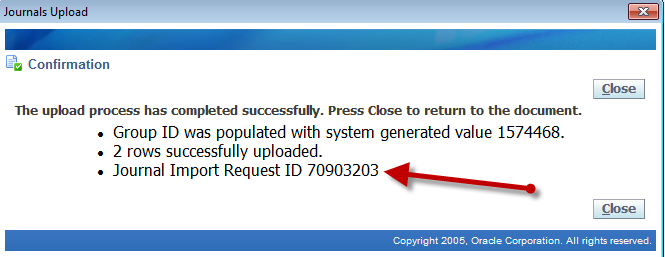 Journals Upload
Confirmation
Close
The upload process has completed successfully. Press Close to return to the document.
• Group ID was populated with system generated value 1574468.
• 2 rows successfully uploaded.
• Journal Import Request ID 70903203
Close
Copyright 2005, Oracle Corporation. All rights reserved.